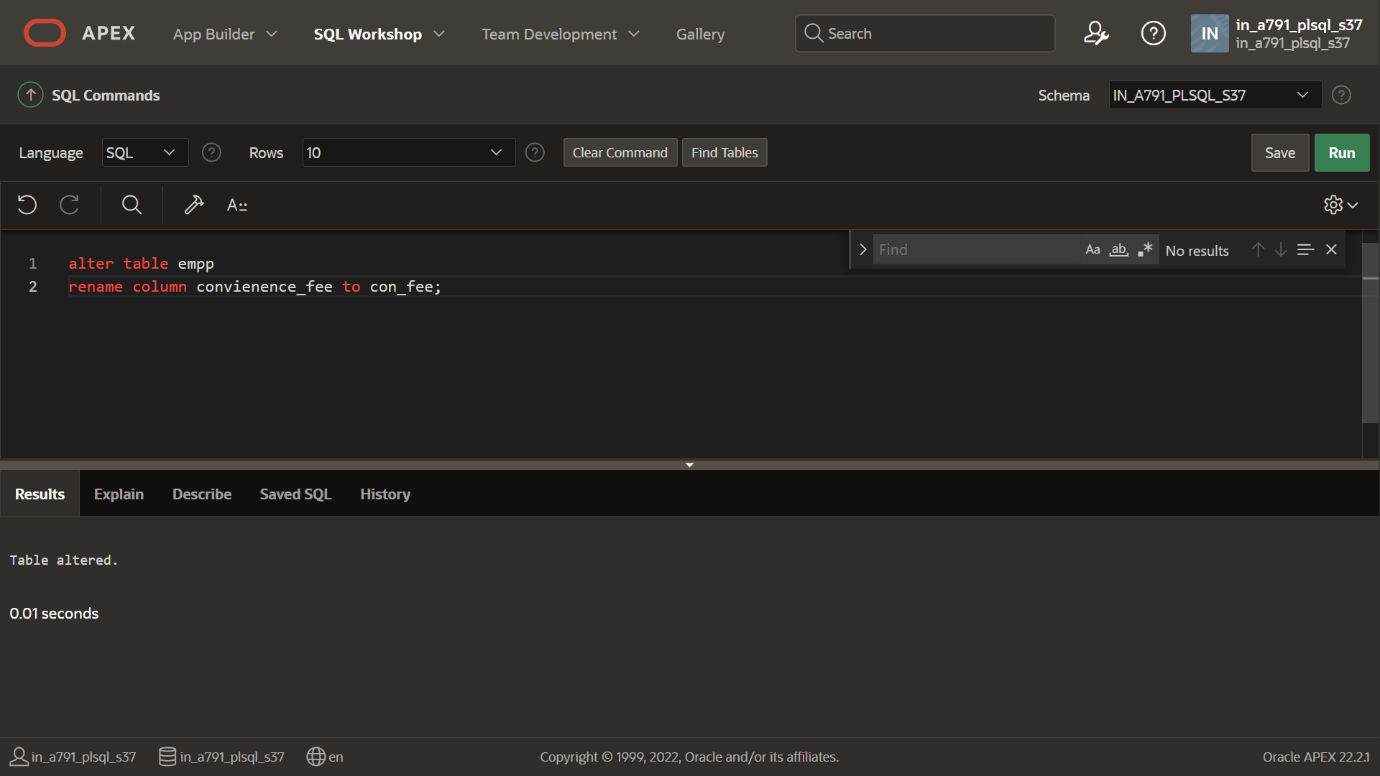 APEX App Builder SQL Workshop Team Development Gallery Search IN in_a791_plsql_s37
in_a791_plsql_s37
SQL Commands Schema IN_A791_PLSQL_S37
Language SQL Rows 10 Clear Command Find Tables Save Run
A::
Find Aa ab .* No results
1 alter table empp
2 rename column convienence_fee to con_fee;
Results Explain Describe Saved SQL History
Table altered.
0.01 seconds
in_a791_plsql_s37 in_a791_plsql_s37 en Copyright © 1999, 2022, Oracle and/or its affiliates. Oracle APEX 22.2.1